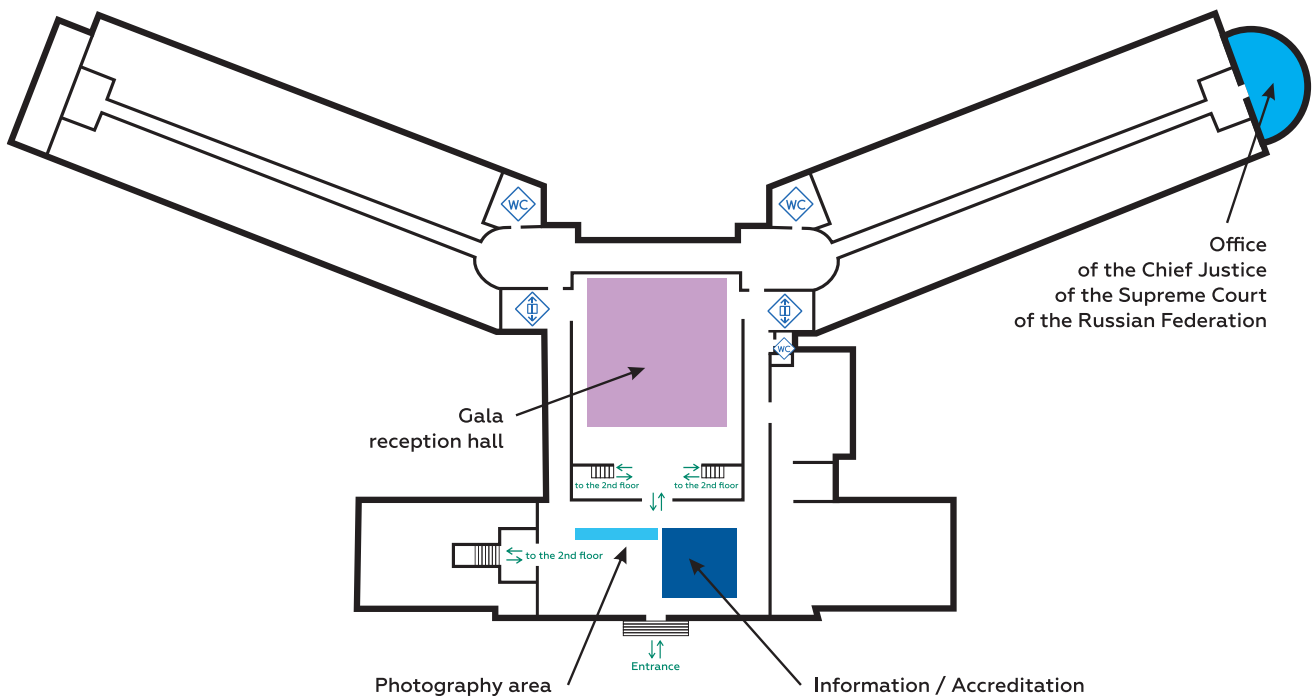 WC
WC
Office
of the Chief Justice
of the Supreme Court
of the Russian Federation
WC
Gala
reception hall
to the 2nd floor
to the 2nd floor
to the 2nd floor
Entrance
Photography area
Information / Accreditation